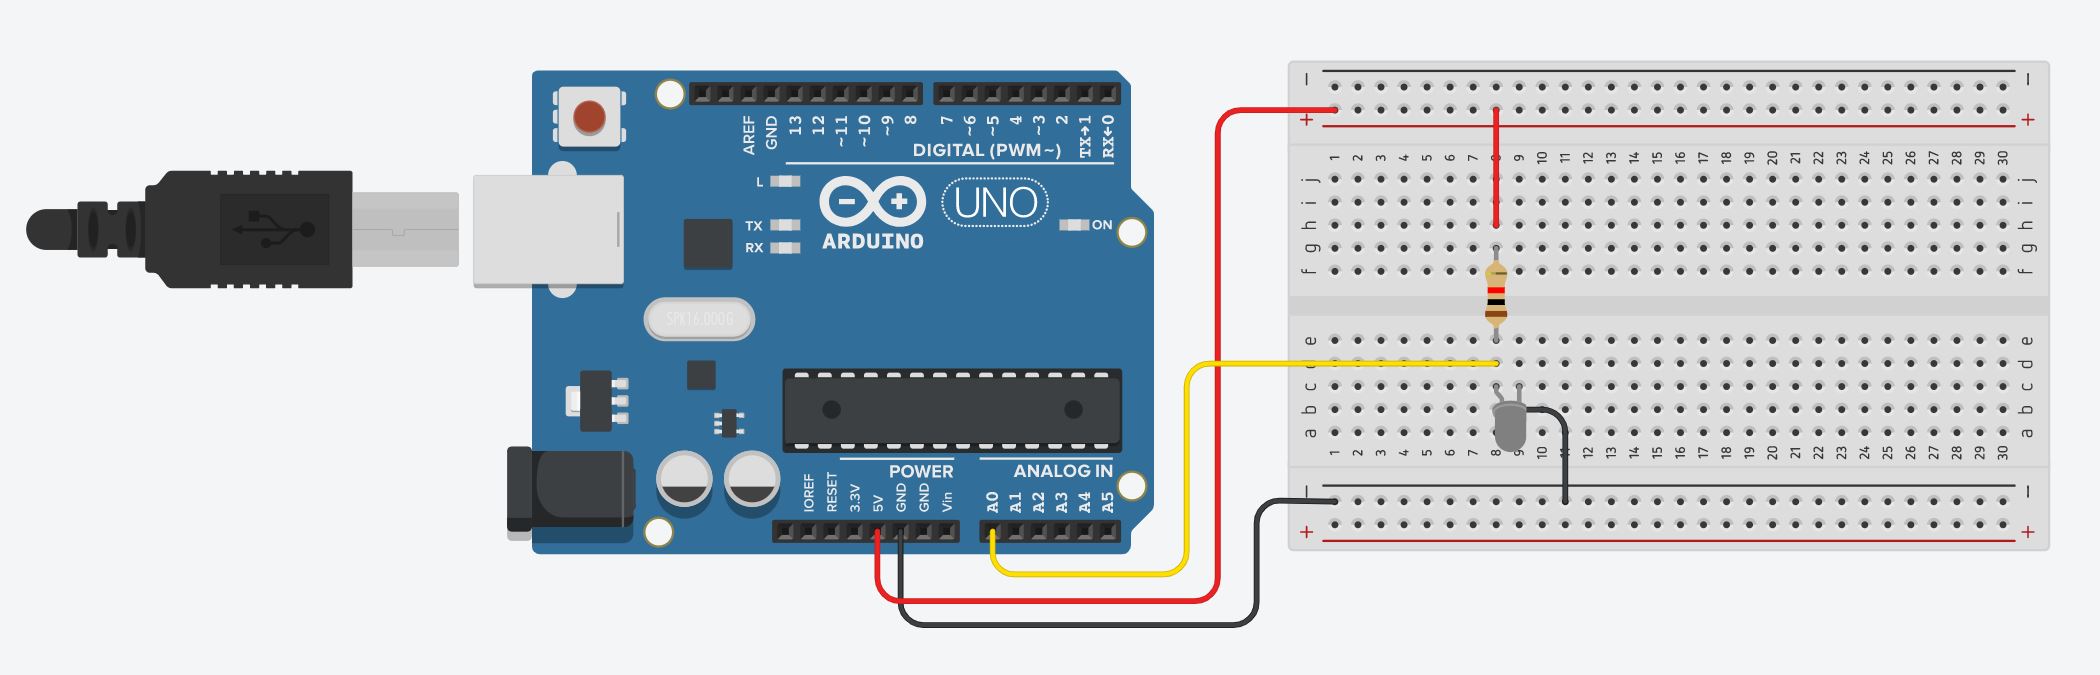 AREF
GND
13
12
~11
~10
~9
8
7
~6
~5
4
~3
2
TX→1
RX←0
DIGITAL (PWM~)
L
TX
RX
ARDUINO
UNO
ON
SPK16.000G
POWER
ANALOG IN
IOREF
RESET
3.3V
5V
GND
GND
Vin
A0
A1
A2
A3
A4
A5
− −
+ +
1 2 3 4 5 6 7 8 9 10 11 12 13 14 15 16 17 18 19 20 21 22 23 24 25 26 27 28 29 30
j j
i i
h h
g g
f f
e e
d d
c c
b b
a a
1 2 3 4 5 6 7 8 9 10 11 12 13 14 15 16 17 18 19 20 21 22 23 24 25 26 27 28 29 30
− −
+ +